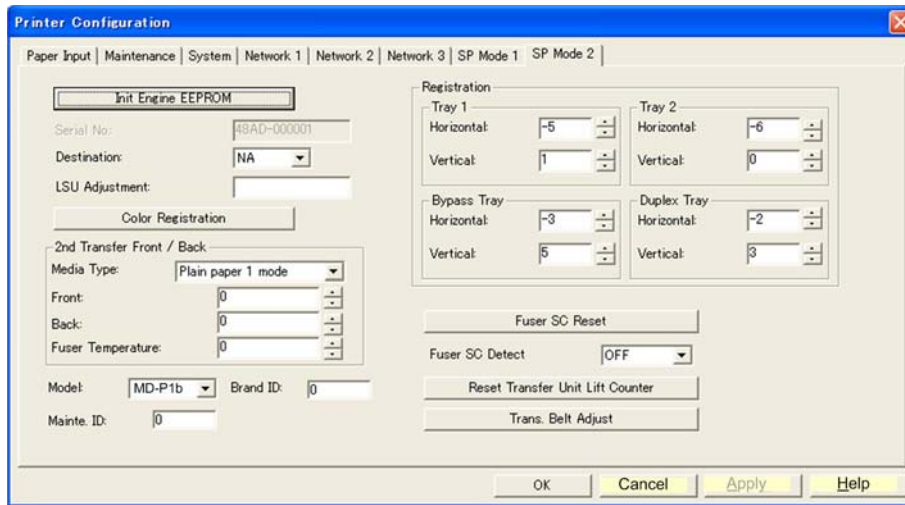 Printer Configuration
Paper Input | Maintenance | System | Network 1 | Network 2 | Network 3 | SP Mode 1 | SP Mode 2
Init Engine EEPROM
Serial No: 48AD-000001
Destination: NA
LSU Adjustment:
Color Registration
2nd Transfer Front / Back
Media Type: Plain paper 1 mode
Front: 0
Back: 0
Fuser Temperature: 0
Model: MD-P1b Brand ID: 0
Mainte. ID: 0
Registration
Tray 1
Horizontal: -5
Vertical: 1
Tray 2
Horizontal: -6
Vertical: 0
Bypass Tray
Horizontal: -3
Vertical: 5
Duplex Tray
Horizontal: -2
Vertical: 3
Fuser SC Reset
Fuser SC Detect OFF
Reset Transfer Unit Lift Counter
Trans. Belt Adjust
OK Cancel Apply Help